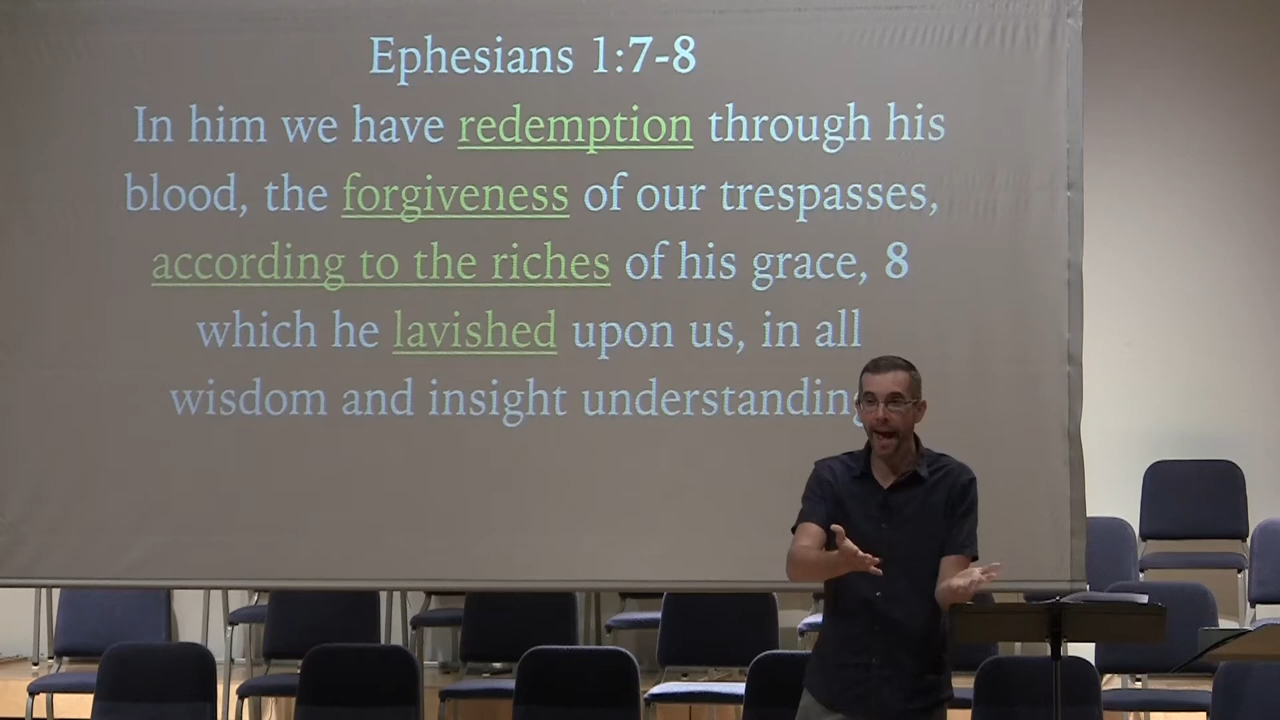 Ephesians 1:7-8
In him we have redemption through his
blood, the forgiveness of our trespasses,
according to the riches of his grace, 8
which he lavished upon us, in all
wisdom and insight understanding